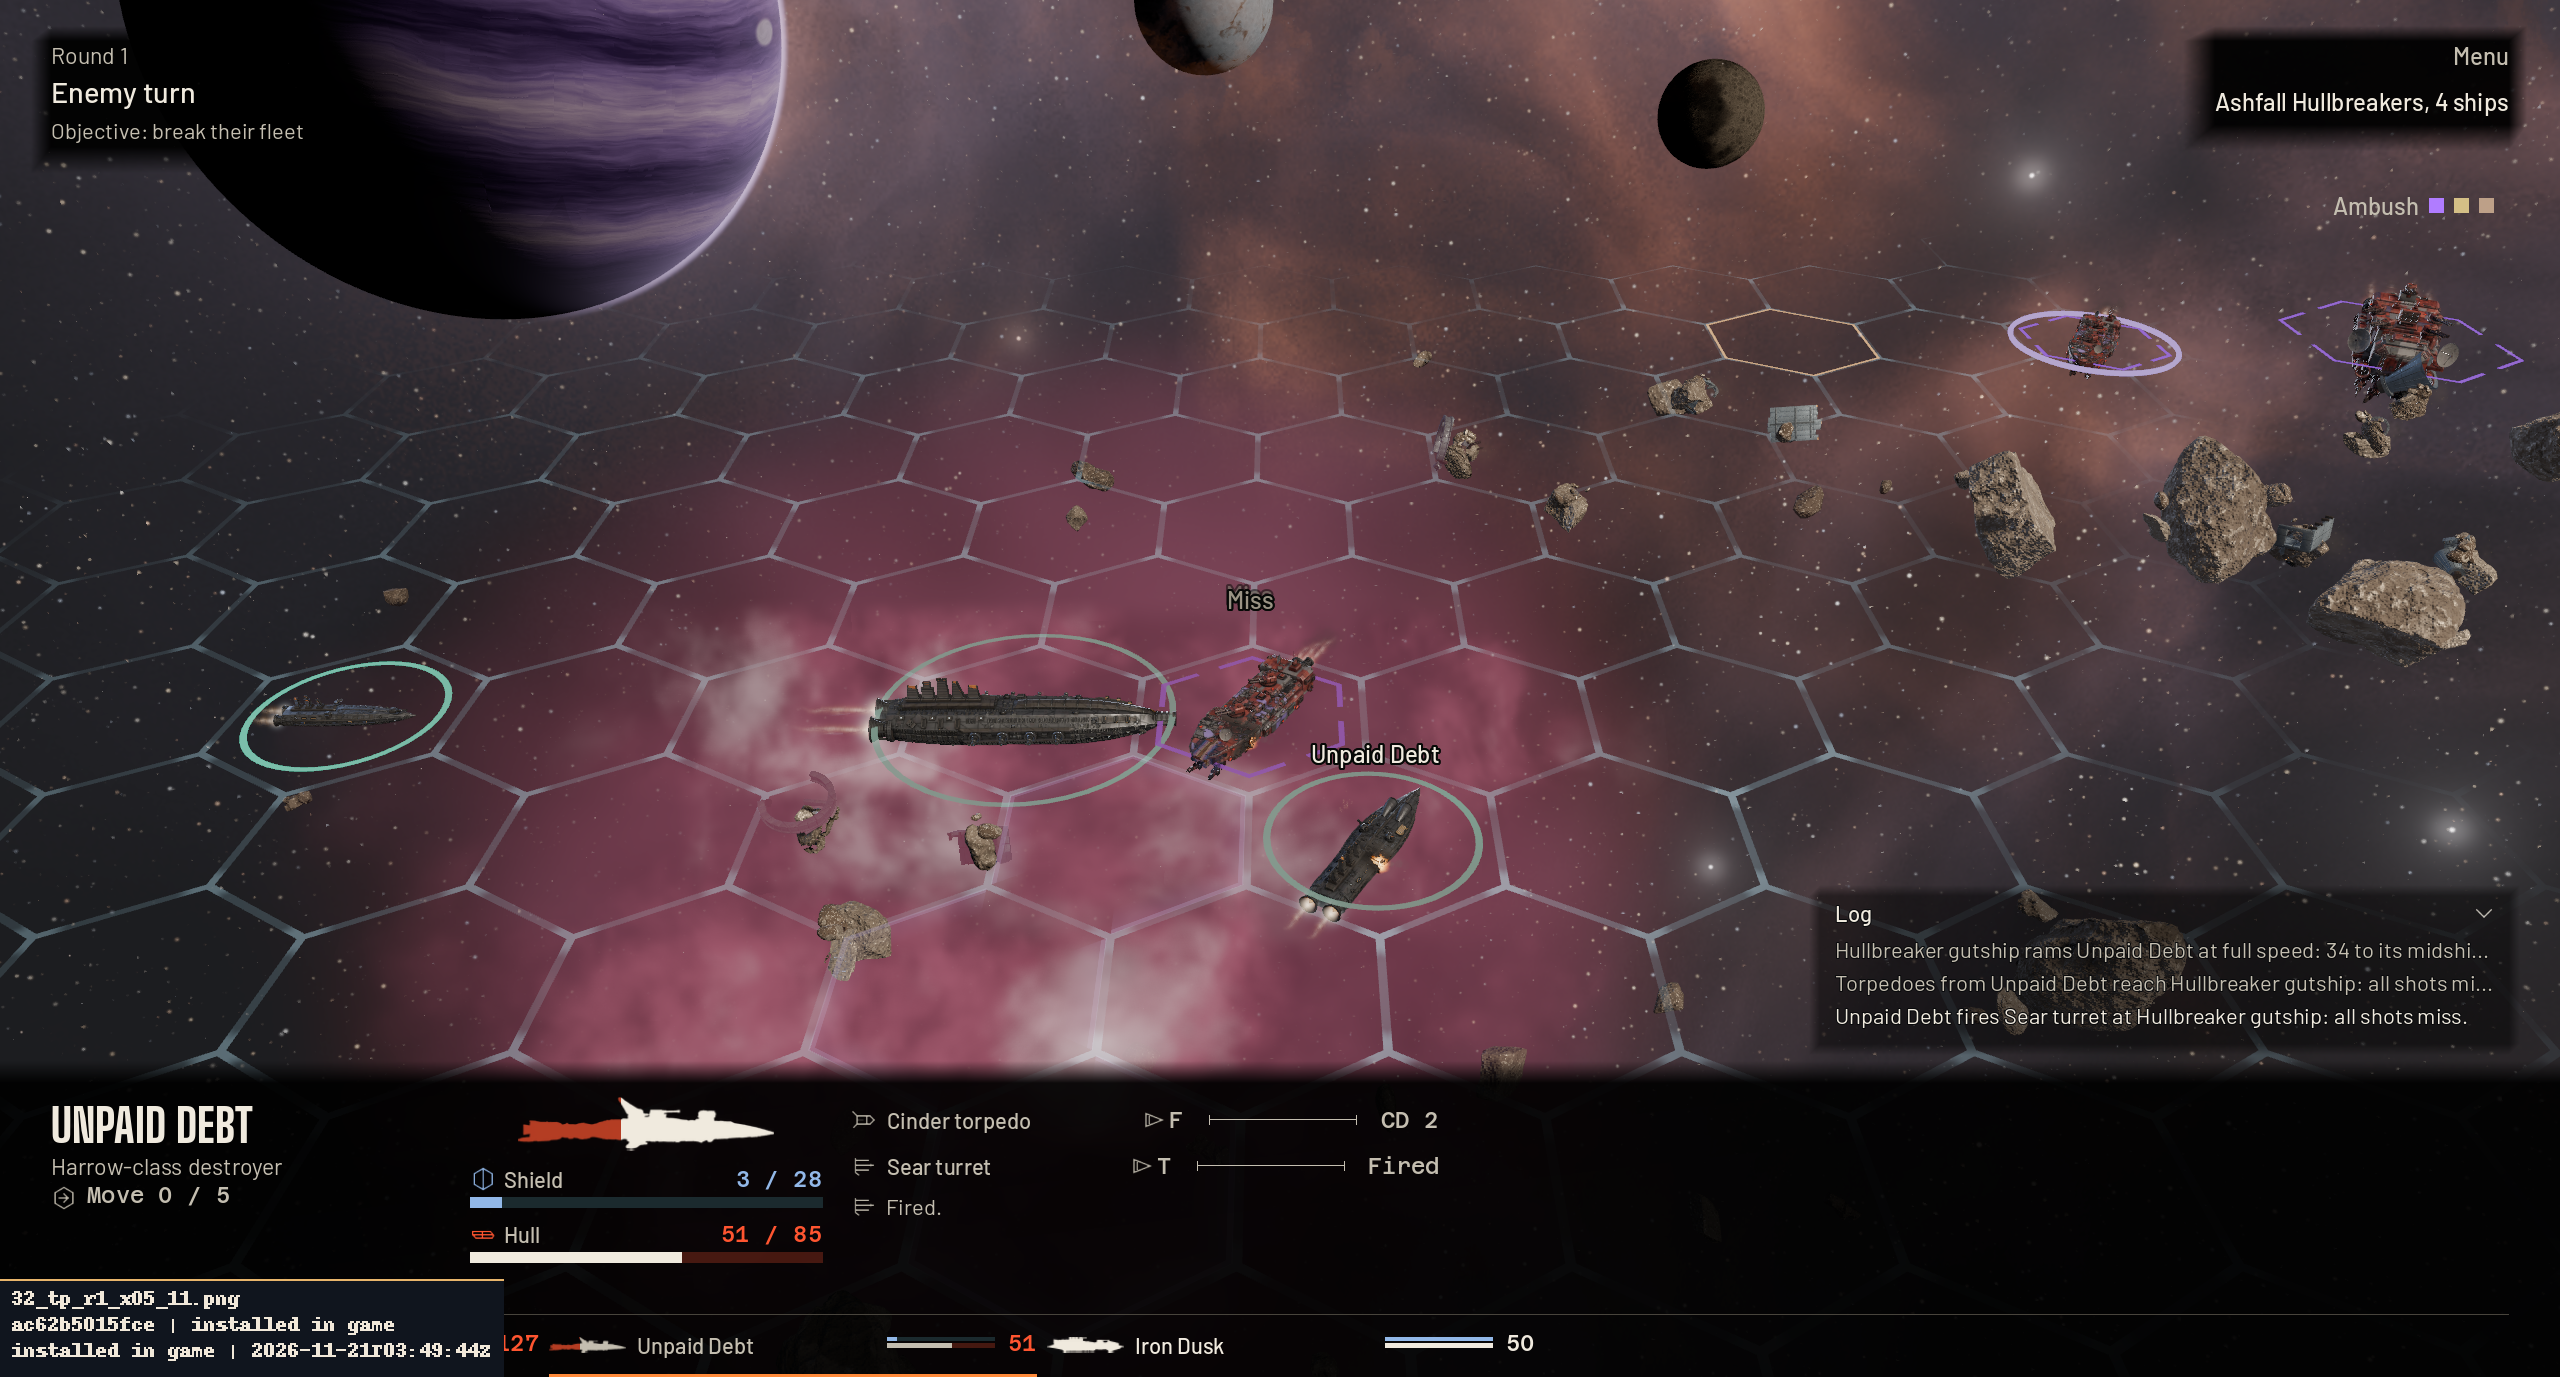 Round 1
Enemy turn
Objective: break their fleet
Menu
Ashfall Hullbreakers, 4 ships
Ambush
Miss
Unpaid Debt
Log
Hullbreaker gutship rams Unpaid Debt at full speed: 34 to its midshi...
Torpedoes from Unpaid Debt reach Hullbreaker gutship: all shots mi...
Unpaid Debt fires Sear turret at Hullbreaker gutship: all shots miss.
UNPAID DEBT
Harrow-class destroyer
Move 0 / 5
Shield 3 / 28
Hull 51 / 85
Cinder torpedo F CD 2
Sear turret T Fired
Fired.
32_tp_r1_x05_11.png
ac62b5015fce | installed in game
installed in game | 2026-11-21T03:49:44Z
127 Unpaid Debt 51 Iron Dusk 50